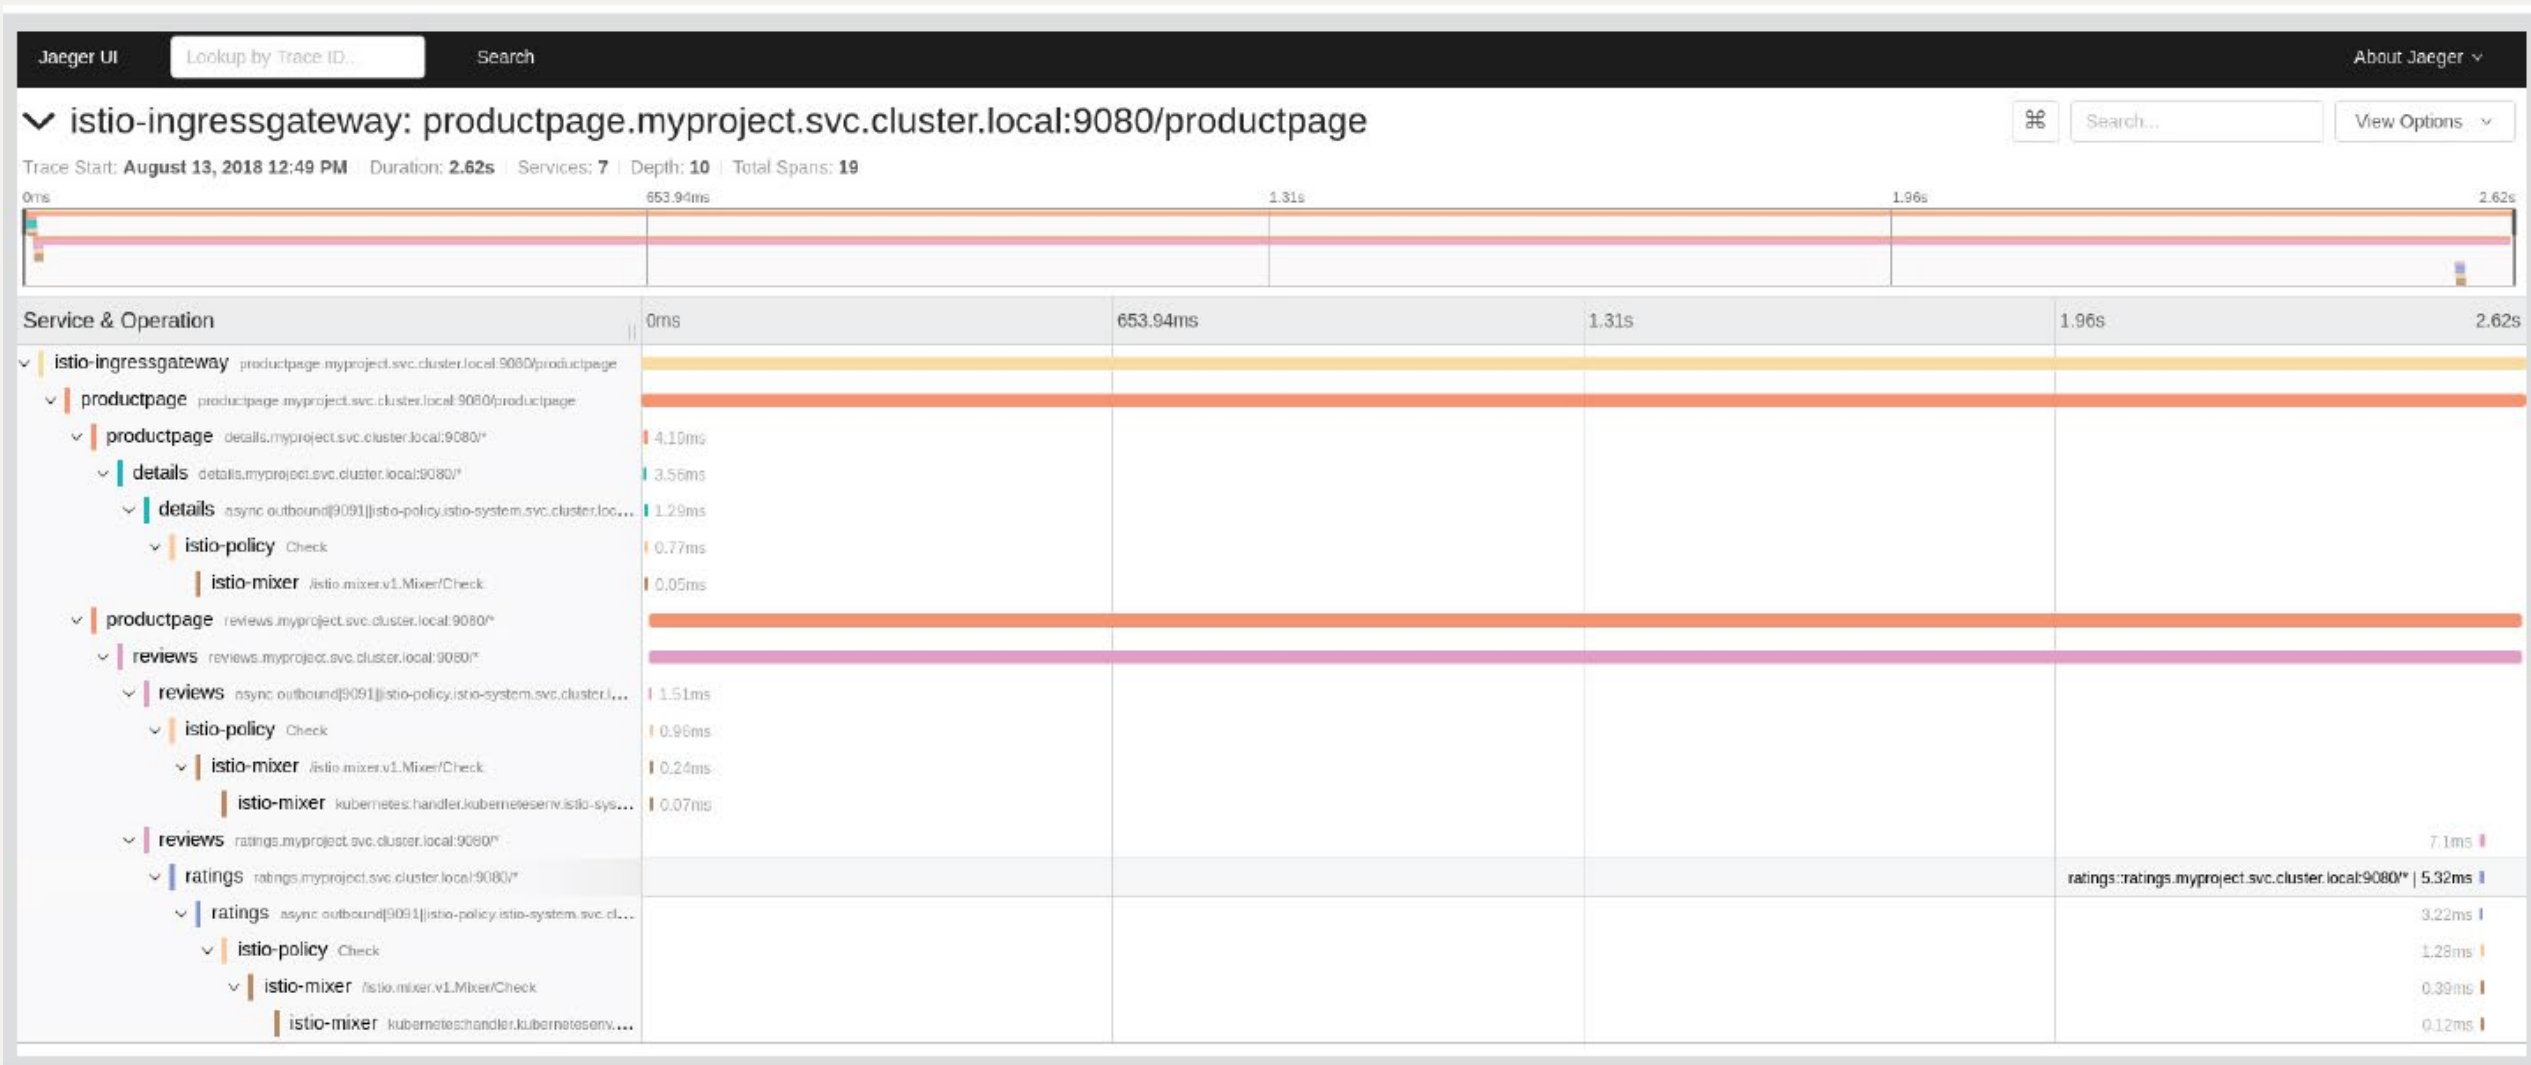 Jaeger UI Lookup by Trace ID... Search About Jaeger
istio-ingressgateway: productpage.myproject.svc.cluster.local:9080/productpage ⌘ Search... View Options
Trace Start: August 13, 2018 12:49 PM Duration: 2.62s Services: 7 Depth: 10 Total Spans: 19
0ms 653.94ms 1.31s 1.96s 2.62s
Service & Operation 0ms 653.94ms 1.31s 1.96s 2.62s
istio-ingressgateway productpage.myproject.svc.cluster.local:9080/productpage
productpage productpage.myproject.svc.cluster.local:9080/productpage
productpage details.myproject.svc.cluster.local:9080/* 4.19ms
details details.myproject.svc.cluster.local:9080/* 3.56ms
details async outbound|9091||istio-policy.istio-system.svc.cluster.loc... 1.29ms
istio-policy Check 0.77ms
istio-mixer /istio.mixer.v1.Mixer/Check 0.05ms
productpage reviews.myproject.svc.cluster.local:9080/*
reviews reviews.myproject.svc.cluster.local:9080/*
reviews async outbound|9091||istio-policy.istio-system.svc.cluster.l... 1.51ms
istio-policy Check 0.96ms
istio-mixer /istio.mixer.v1.Mixer/Check 0.24ms
istio-mixer kubernetes:handler.kubernetesenv.istio-sys... 0.07ms
reviews ratings.myproject.svc.cluster.local:9080/* 7.1ms
ratings ratings.myproject.svc.cluster.local:9080/* ratings::ratings.myproject.svc.cluster.local:9080/* | 5.32ms
ratings async outbound|9091||istio-policy.istio-system.svc.cl... 3.22ms
istio-policy Check 1.28ms
istio-mixer /istio.mixer.v1.Mixer/Check 0.39ms
istio-mixer kubernetes:handler.kubernetesenv.... 0.12ms